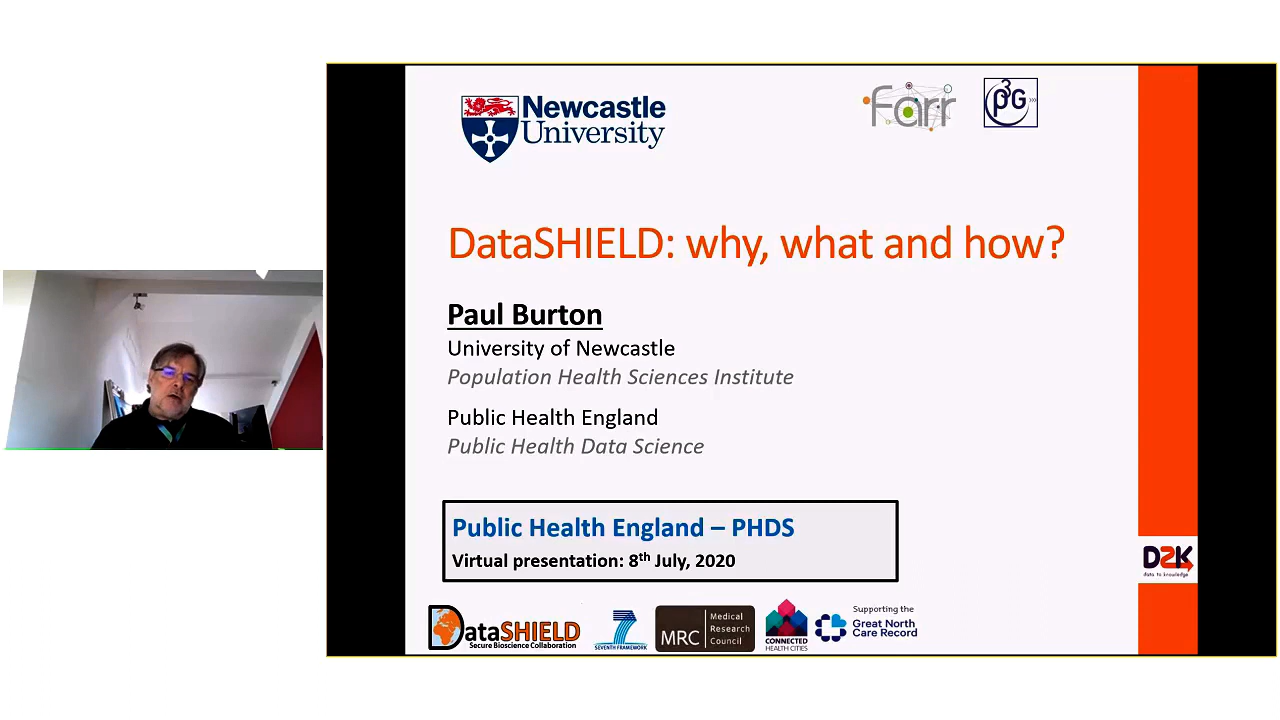 Newcastle
University
Farr
P3G
DataSHIELD: why, what and how?
Paul Burton
University of Newcastle
Population Health Sciences Institute
Public Health England
Public Health Data Science
Public Health England – PHDS
Virtual presentation: 8th July, 2020
D2K
data to knowledge
DataSHIELD
Secure Bioscience Collaboration
7
SEVENTH FRAMEWORK
MRC
Medical
Research
Council
CONNECTED
HEALTH CITIES
Supporting the
Great North
Care Record